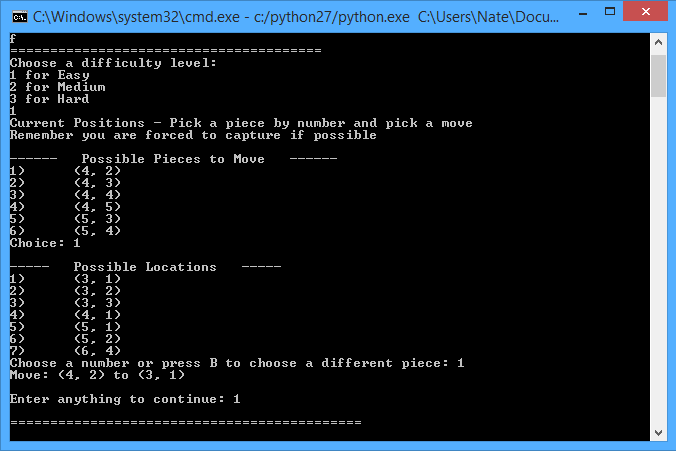 C:\Windows\system32\cmd.exe - c:/python27/python.exe  C:\Users\Nate\Docu...
f
=======================================
Choose a difficulty level:
1 for Easy
2 for Medium
3 for Hard
1
Current Positions - Pick a piece by number and pick a move
Remember you are forced to capture if possible
------   Possible Pieces to Move   ------
1)      (4, 2)
2)      (4, 3)
3)      (4, 4)
4)      (4, 5)
5)      (5, 3)
6)      (5, 4)
Choice: 1
-----   Possible Locations   -----
1)      (3, 1)
2)      (3, 2)
3)      (3, 3)
4)      (4, 1)
5)      (5, 1)
6)      (5, 2)
7)      (6, 4)
Choose a number or press B to choose a different piece: 1
Move: (4, 2) to (3, 1)
Enter anything to continue: 1
============================================